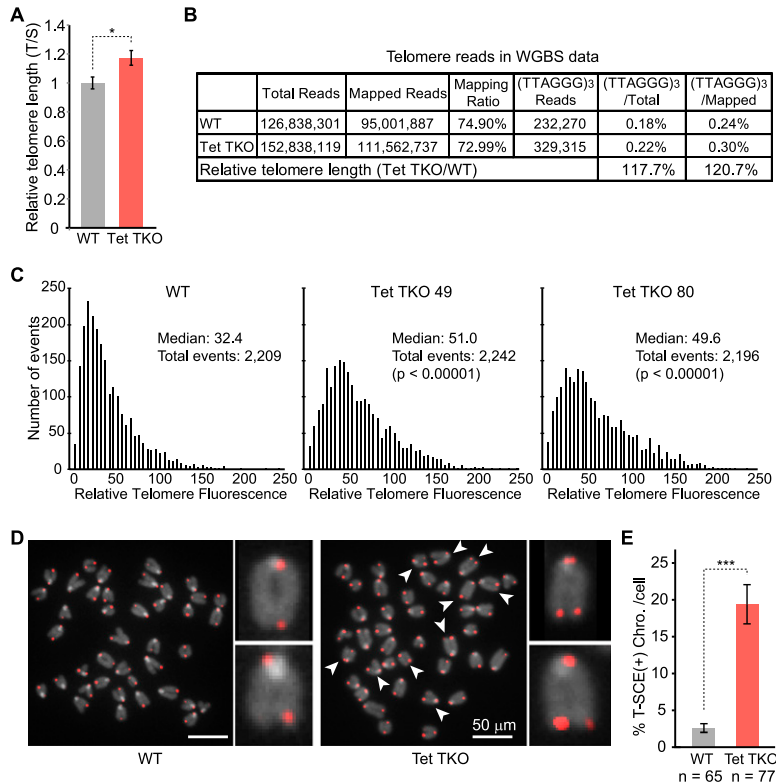 A
Relative telomere length (T/S)
1.4
1.2
1
0.8
0.6
0.4
0.2
0
*
WT
Tet TKO
B
Telomere reads in WGBS data
Total Reads
Mapped Reads
Mapping Ratio
(TTAGGG)3 Reads
(TTAGGG)3 /Total
(TTAGGG)3 /Mapped
WT
126,838,301
95,001,887
74.90%
232,270
0.18%
0.24%
Tet TKO
152,838,119
111,562,737
72.99%
329,315
0.22%
0.30%
Relative telomere length (Tet TKO/WT)
117.7%
120.7%
C
Number of events
250
200
150
100
50
0
WT
Median: 32.4
Total events: 2,209
0 50 100 150 200 250
Relative Telomere Fluorescence
Tet TKO 49
Median: 51.0
Total events: 2,242
(p < 0.00001)
0 50 100 150 200 250
Relative Telomere Fluorescence
Tet TKO 80
Median: 49.6
Total events: 2,196
(p < 0.00001)
0 50 100 150 200 250
Relative Telomere Fluorescence
D
WT
50 μm
Tet TKO
E
% T-SCE(+) Chro./cell
25
20
15
10
5
0
***
WT
Tet TKO
n = 65
n = 77